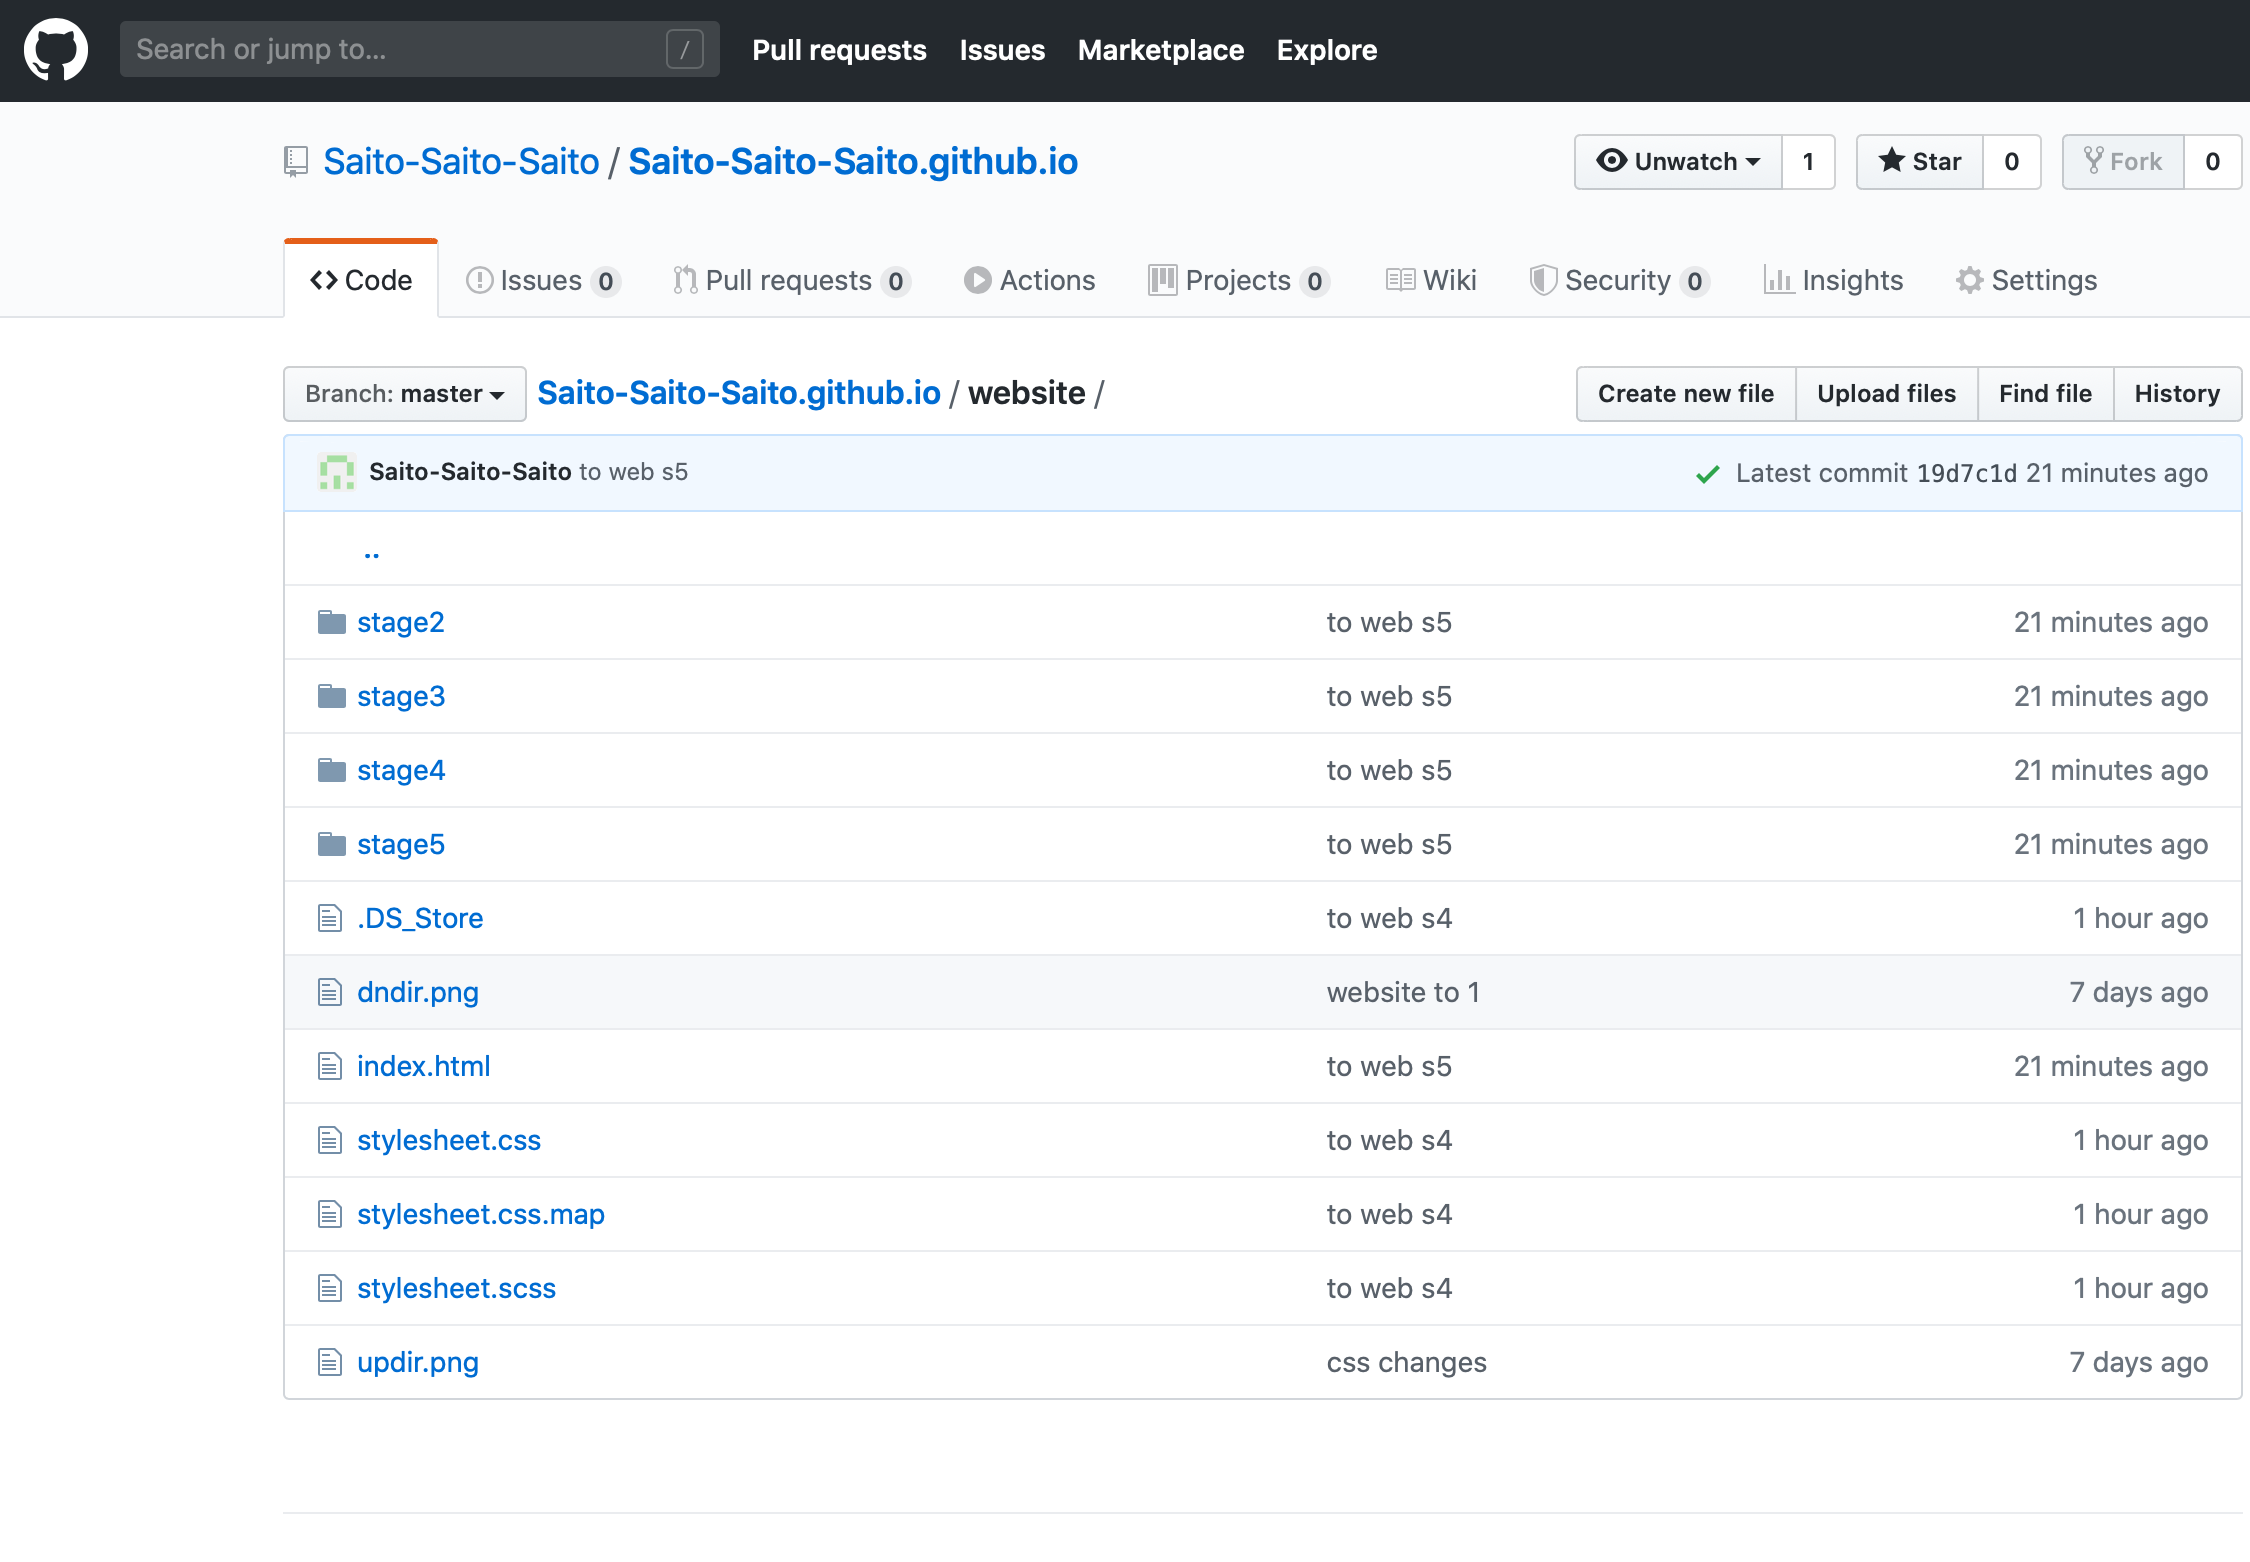 Search or jump to... / Pull requests Issues Marketplace Explore
Saito-Saito-Saito / Saito-Saito-Saito.github.io Unwatch 1 Star 0 Fork 0
Code Issues 0 Pull requests 0 Actions Projects 0 Wiki Security 0 Insights Settings
Branch: master Saito-Saito-Saito.github.io / website / Create new file Upload files Find file History
Saito-Saito-Saito to web s5 Latest commit 19d7c1d 21 minutes ago
..
stage2 to web s5 21 minutes ago
stage3 to web s5 21 minutes ago
stage4 to web s5 21 minutes ago
stage5 to web s5 21 minutes ago
.DS_Store to web s4 1 hour ago
dndir.png website to 1 7 days ago
index.html to web s5 21 minutes ago
stylesheet.css to web s4 1 hour ago
stylesheet.css.map to web s4 1 hour ago
stylesheet.scss to web s4 1 hour ago
updir.png css changes 7 days ago